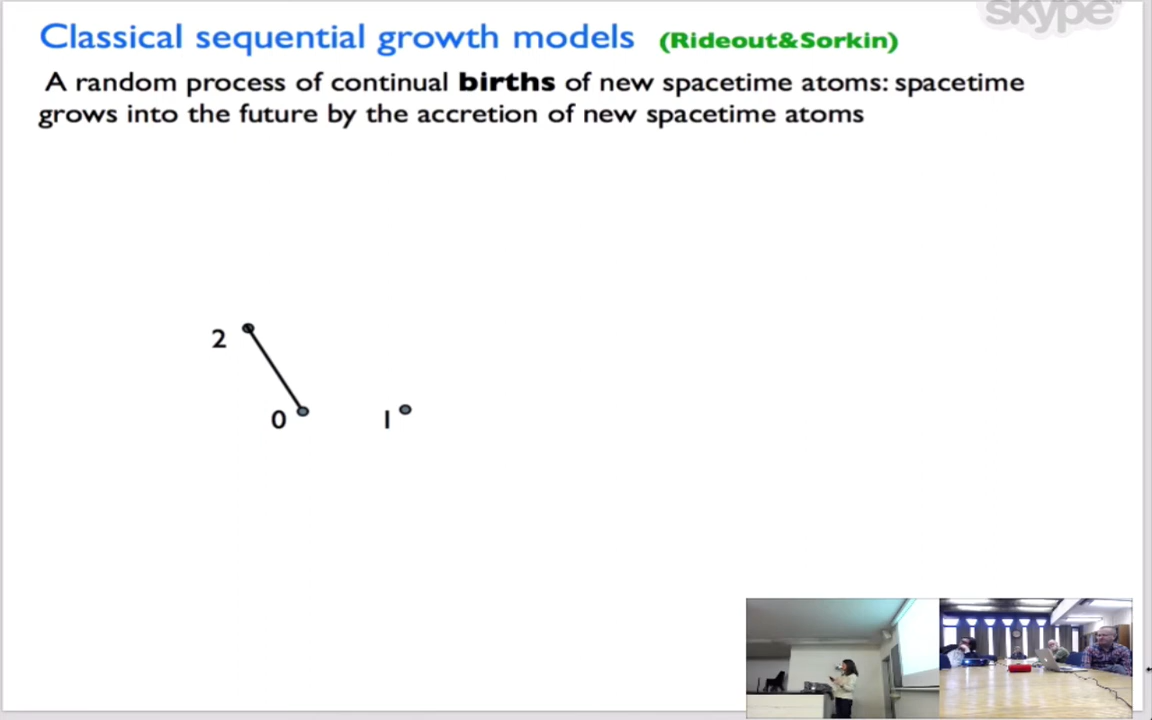 skype
Classical sequential growth models (Rideout&Sorkin)
A random process of continual births of new spacetime atoms: spacetime
grows into the future by the accretion of new spacetime atoms
2
0
1